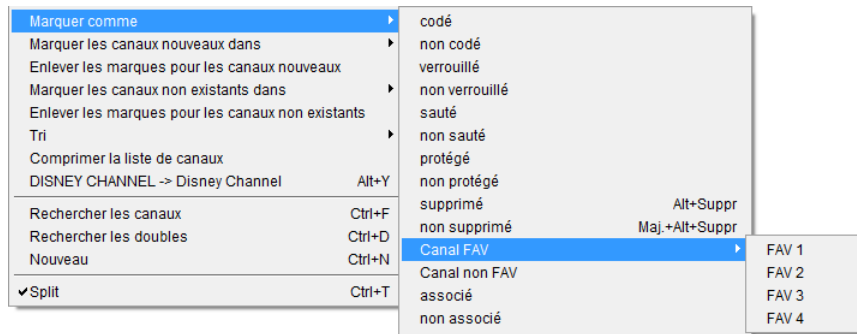 Marquer comme
Marquer les canaux nouveaux dans
Enlever les marques pour les canaux nouveaux
Marquer les canaux non existants dans
Enlever les marques pour les canaux non existants
Tri
Comprimer la liste de canaux
DISNEY CHANNEL -> Disney Channel Alt+Y
Rechercher les canaux Ctrl+F
Rechercher les doubles Ctrl+D
Nouveau Ctrl+N
Split Ctrl+T
codé
non codé
verrouillé
non verrouillé
sauté
non sauté
protégé
non protégé
supprimé Alt+Suppr
non supprimé Maj.+Alt+Suppr
Canal FAV
Canal non FAV
associé
non associé
FAV 1
FAV 2
FAV 3
FAV 4